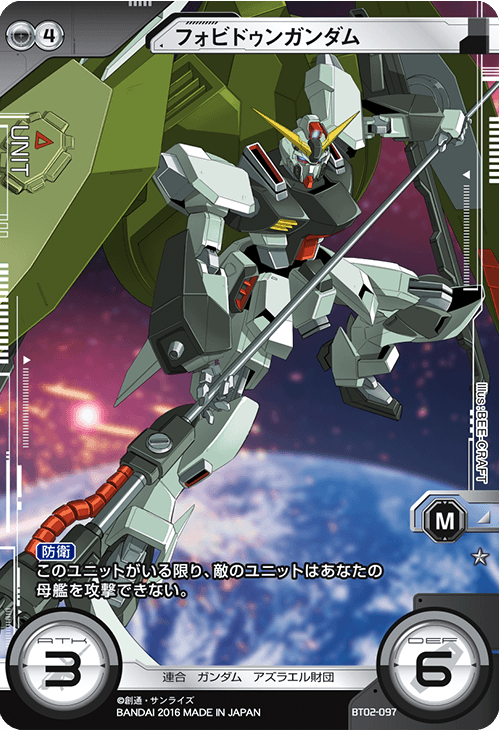 4
フォビドゥンガンダム
UNIT
Illus:BEE-CRAFT
M
防衛
このユニットがいる限り、敵のユニットはあなたの
母艦を攻撃できない。
ATK
3
DEF
6
連合 ガンダム アズラエル財団
©創通・サンライズ
BANDAI 2016 MADE IN JAPAN
BT02-097